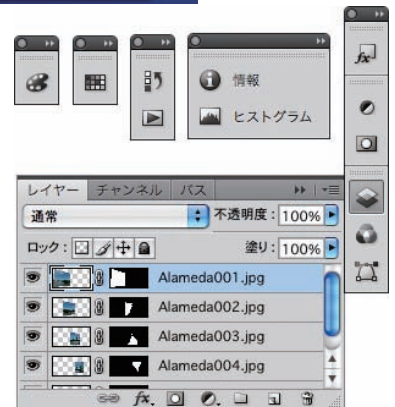 情報
ヒストグラム
レイヤー チャンネル パス
通常 不透明度: 100%
ロック: 塗り: 100%
Alameda001.jpg
Alameda002.jpg
Alameda003.jpg
Alameda004.jpg
fx
fx.